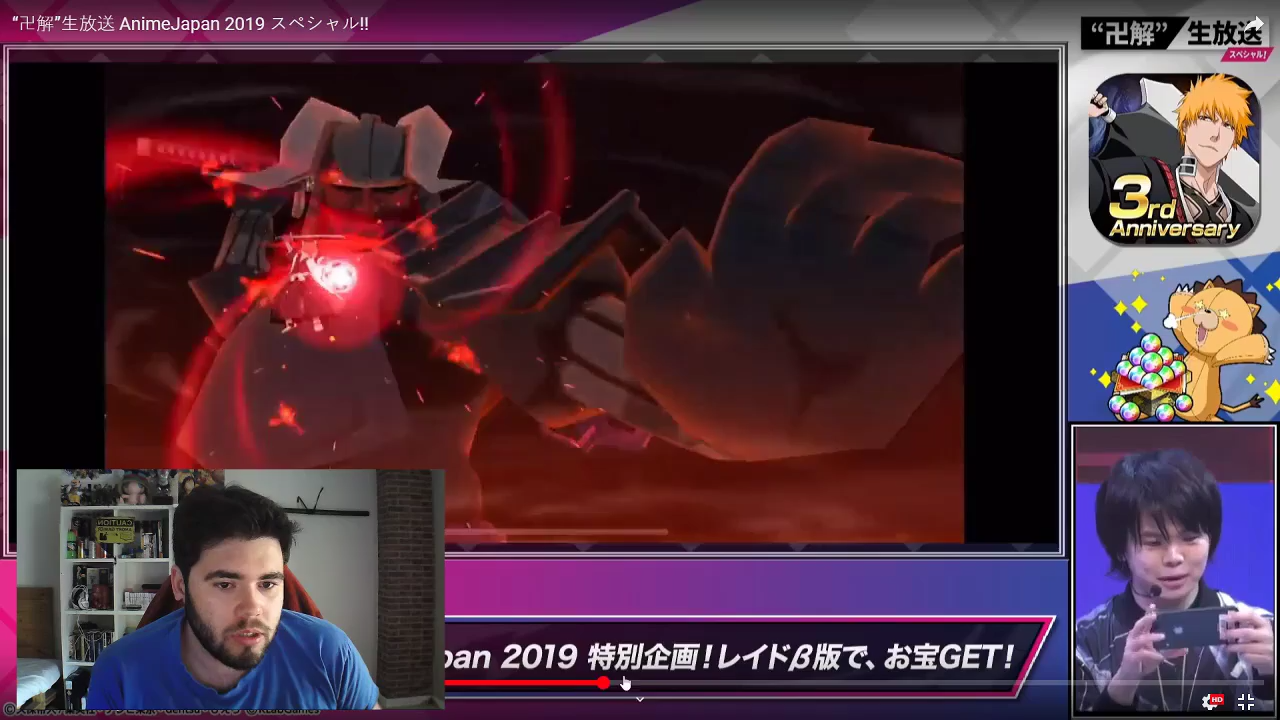 “卍解”生放送 AnimeJapan 2019 スペシャル!!
“卍解” 生放送
スペシャル!
3rd
Anniversary
CAUTION
pan 2019 特別企画！レイドβ版で、お宝GET！
HD